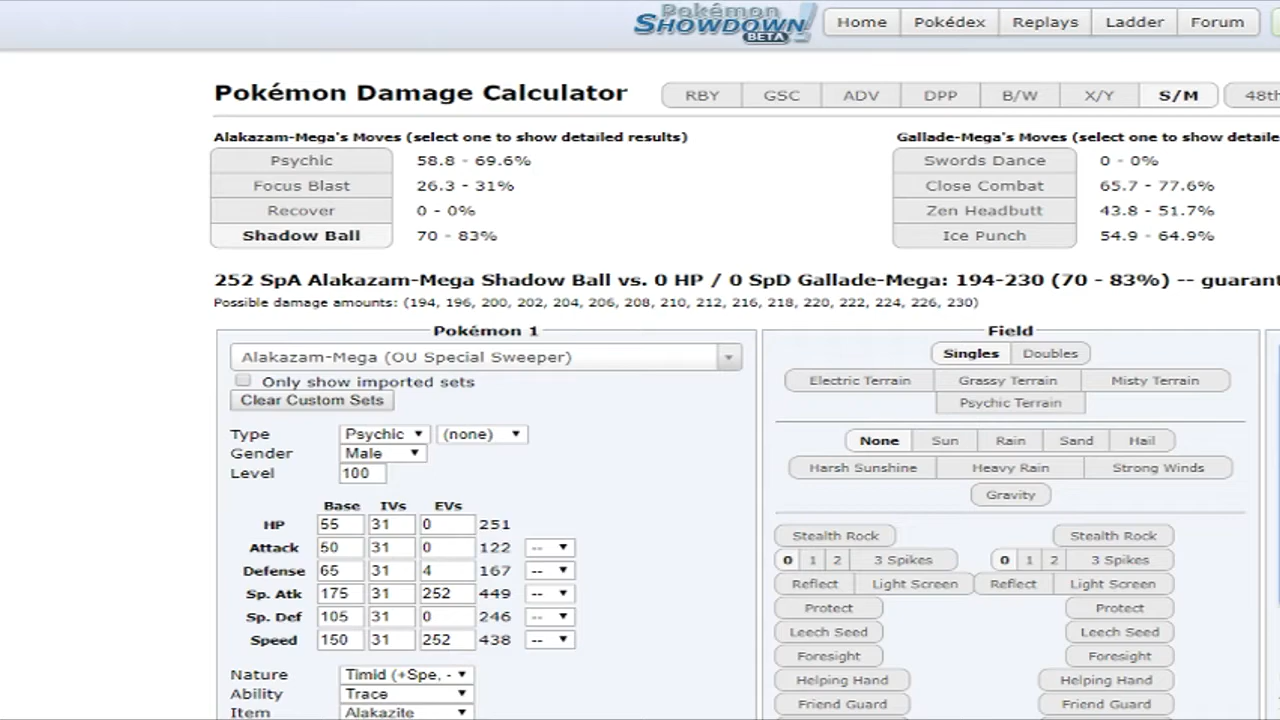 Pokémon
SHOWDOWN!
BETA
Home Pokédex Replays Ladder Forum
Pokémon Damage Calculator
RBY GSC ADV DPP B/W X/Y S/M 48th
Alakazam-Mega's Moves (select one to show detailed results)
Gallade-Mega's Moves (select one to show detaile
Psychic 58.8 - 69.6%
Swords Dance 0 - 0%
Focus Blast 26.3 - 31%
Close Combat 65.7 - 77.6%
Recover 0 - 0%
Zen Headbutt 43.8 - 51.7%
Shadow Ball 70 - 83%
Ice Punch 54.9 - 64.9%
252 SpA Alakazam-Mega Shadow Ball vs. 0 HP / 0 SpD Gallade-Mega: 194-230 (70 - 83%) -- guarant
Possible damage amounts: (194, 196, 200, 202, 204, 206, 208, 210, 212, 216, 218, 220, 222, 224, 226, 230)
Pokémon 1
Alakazam-Mega (OU Special Sweeper)
Only show imported sets
Clear Custom Sets
Type Psychic (none)
Gender Male
Level 100
Base IVs EVs
HP 55 31 0 251
Attack 50 31 0 122 --
Defense 65 31 4 167 --
Sp. Atk 175 31 252 449 --
Sp. Def 105 31 0 246 --
Speed 150 31 252 438 --
Nature Timid (+Spe, -
Ability Trace
Item Alakazite
Field
Singles Doubles
Electric Terrain Grassy Terrain Misty Terrain
Psychic Terrain
None Sun Rain Sand Hail
Harsh Sunshine Heavy Rain Strong Winds
Gravity
Stealth Rock Stealth Rock
0 1 2 3 Spikes 0 1 2 3 Spikes
Reflect Light Screen Reflect Light Screen
Protect Protect
Leech Seed Leech Seed
Foresight Foresight
Helping Hand Helping Hand
Friend Guard Friend Guard